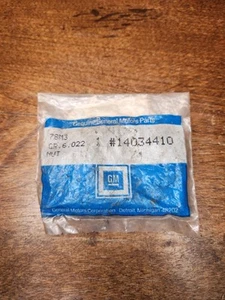 Genuine General Motors Parts
78M3
GS.6.022
NUT
#14034410
GM
General Motors Corporation Detroit, Michigan 48202